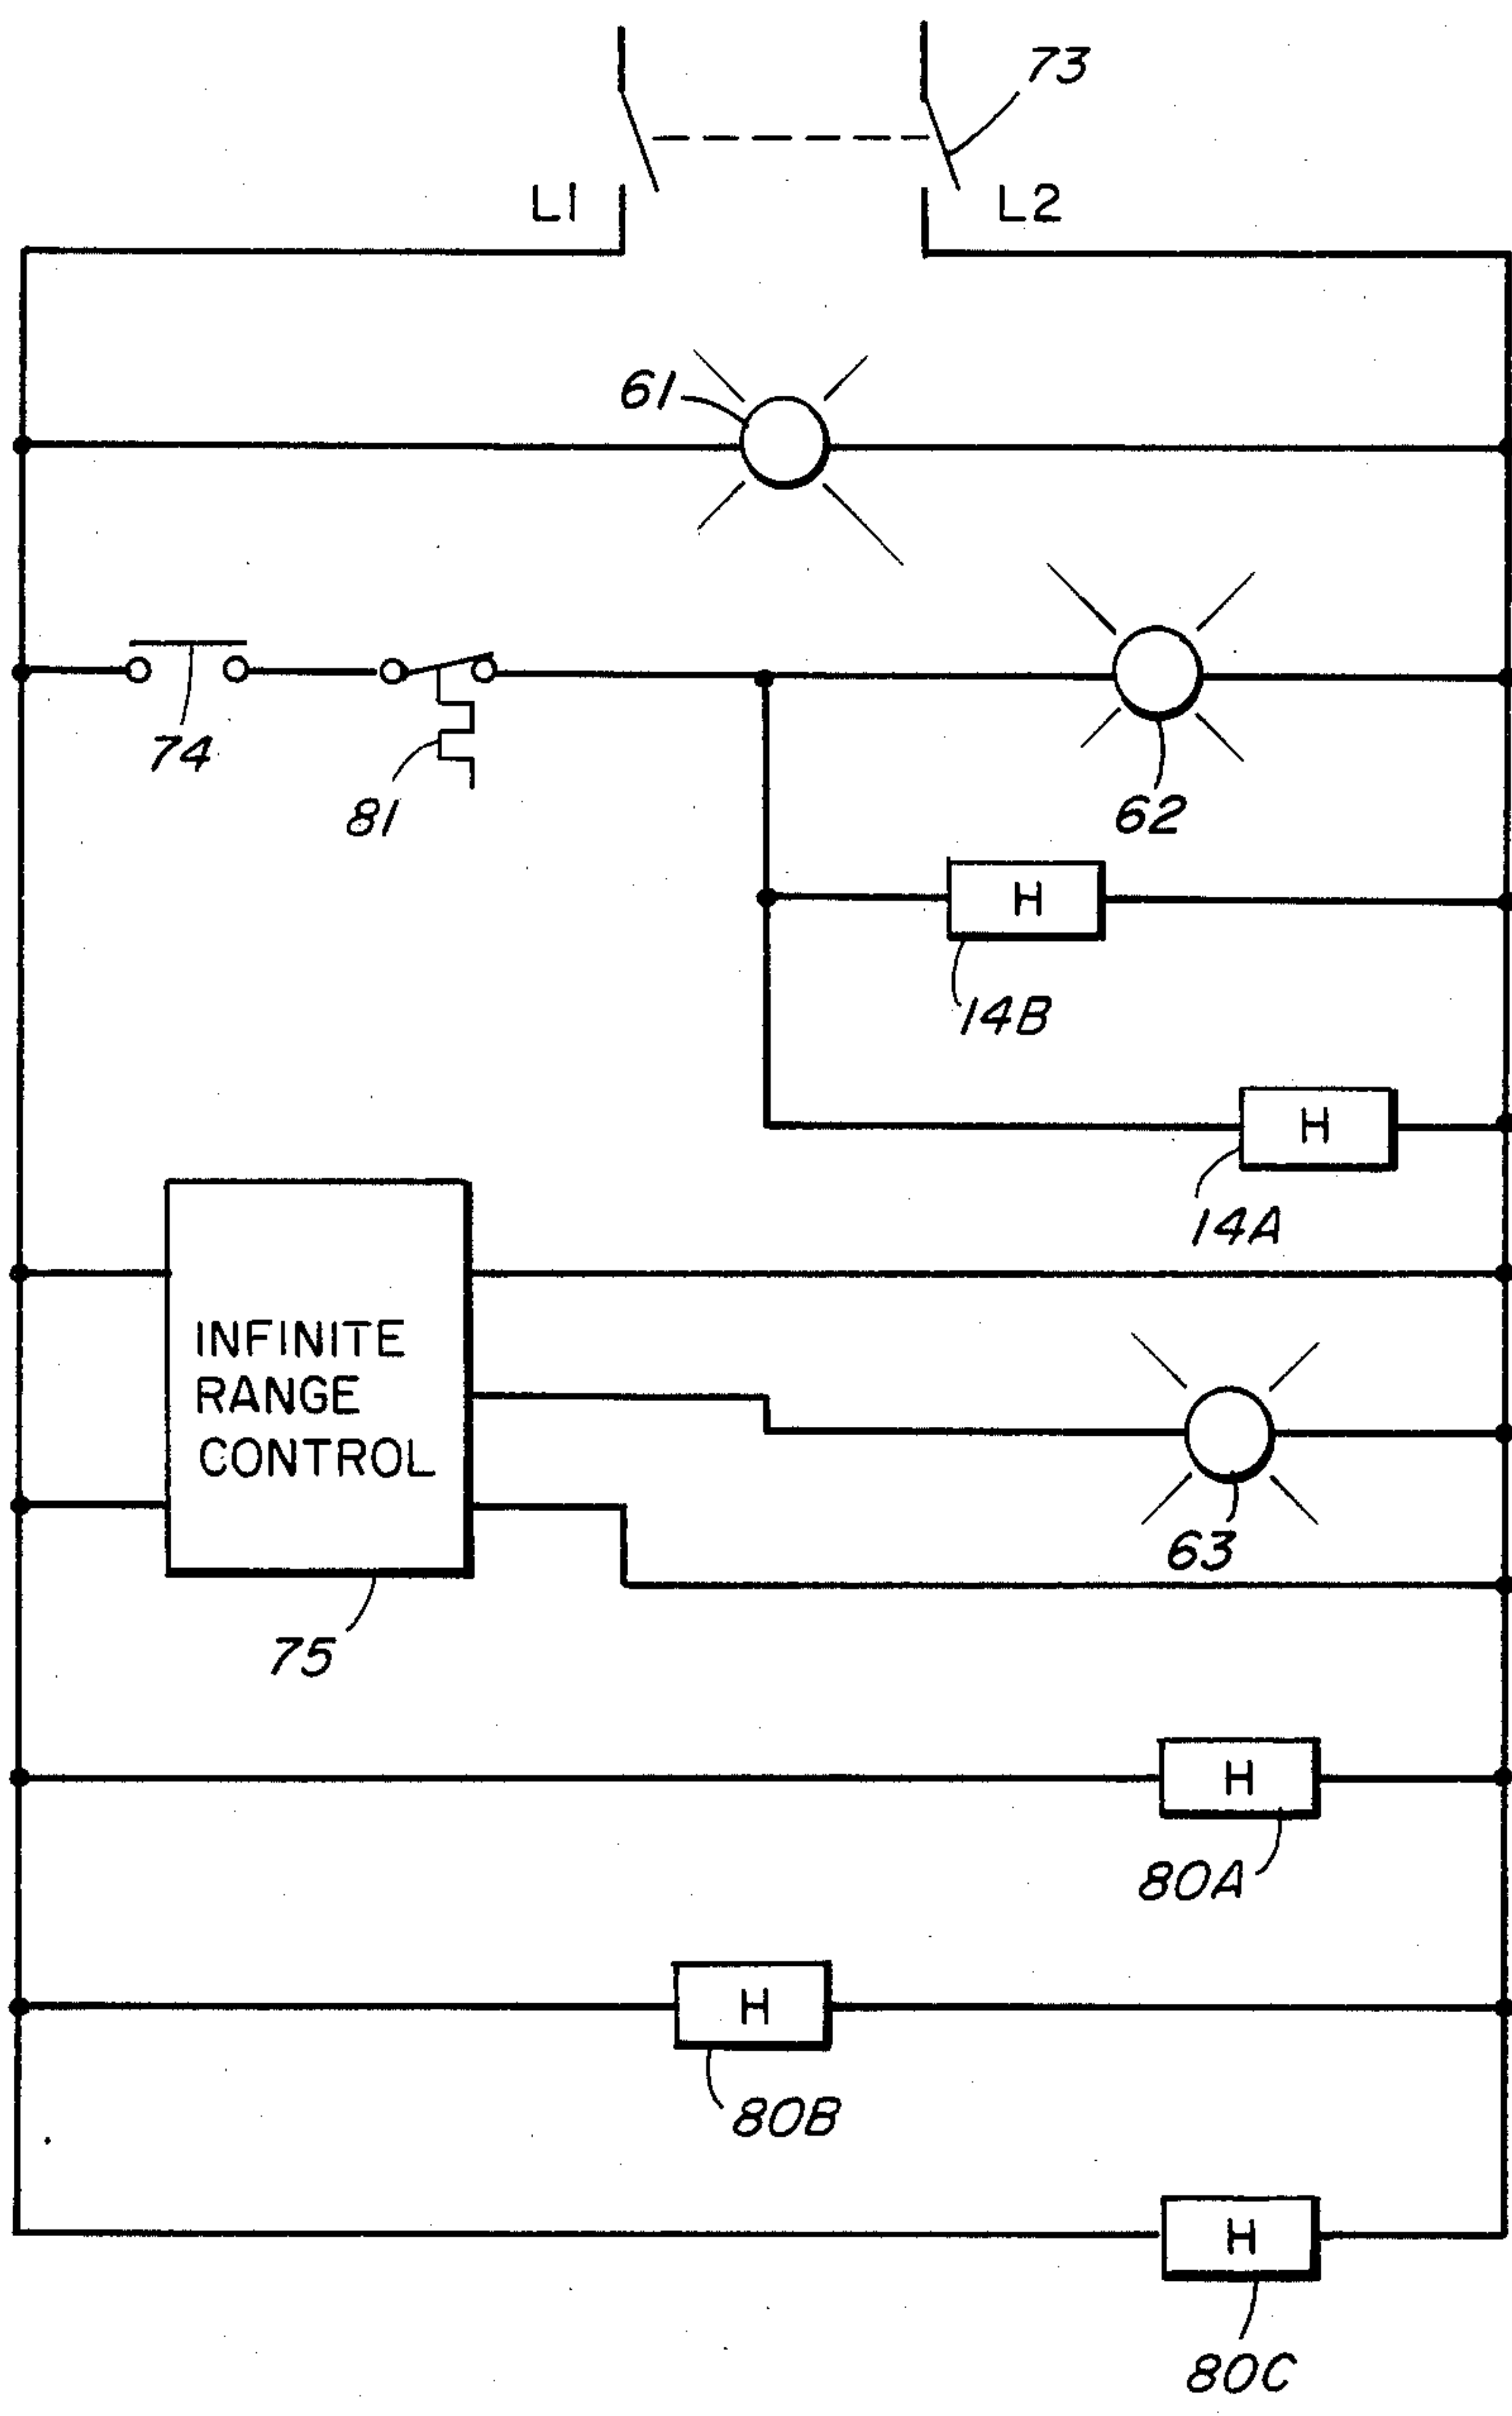 73
L1
L2
61
74
81
62
H
14B
H
14A
INFINITE
RANGE
CONTROL
63
75
H
80A
H
80B
H
80C